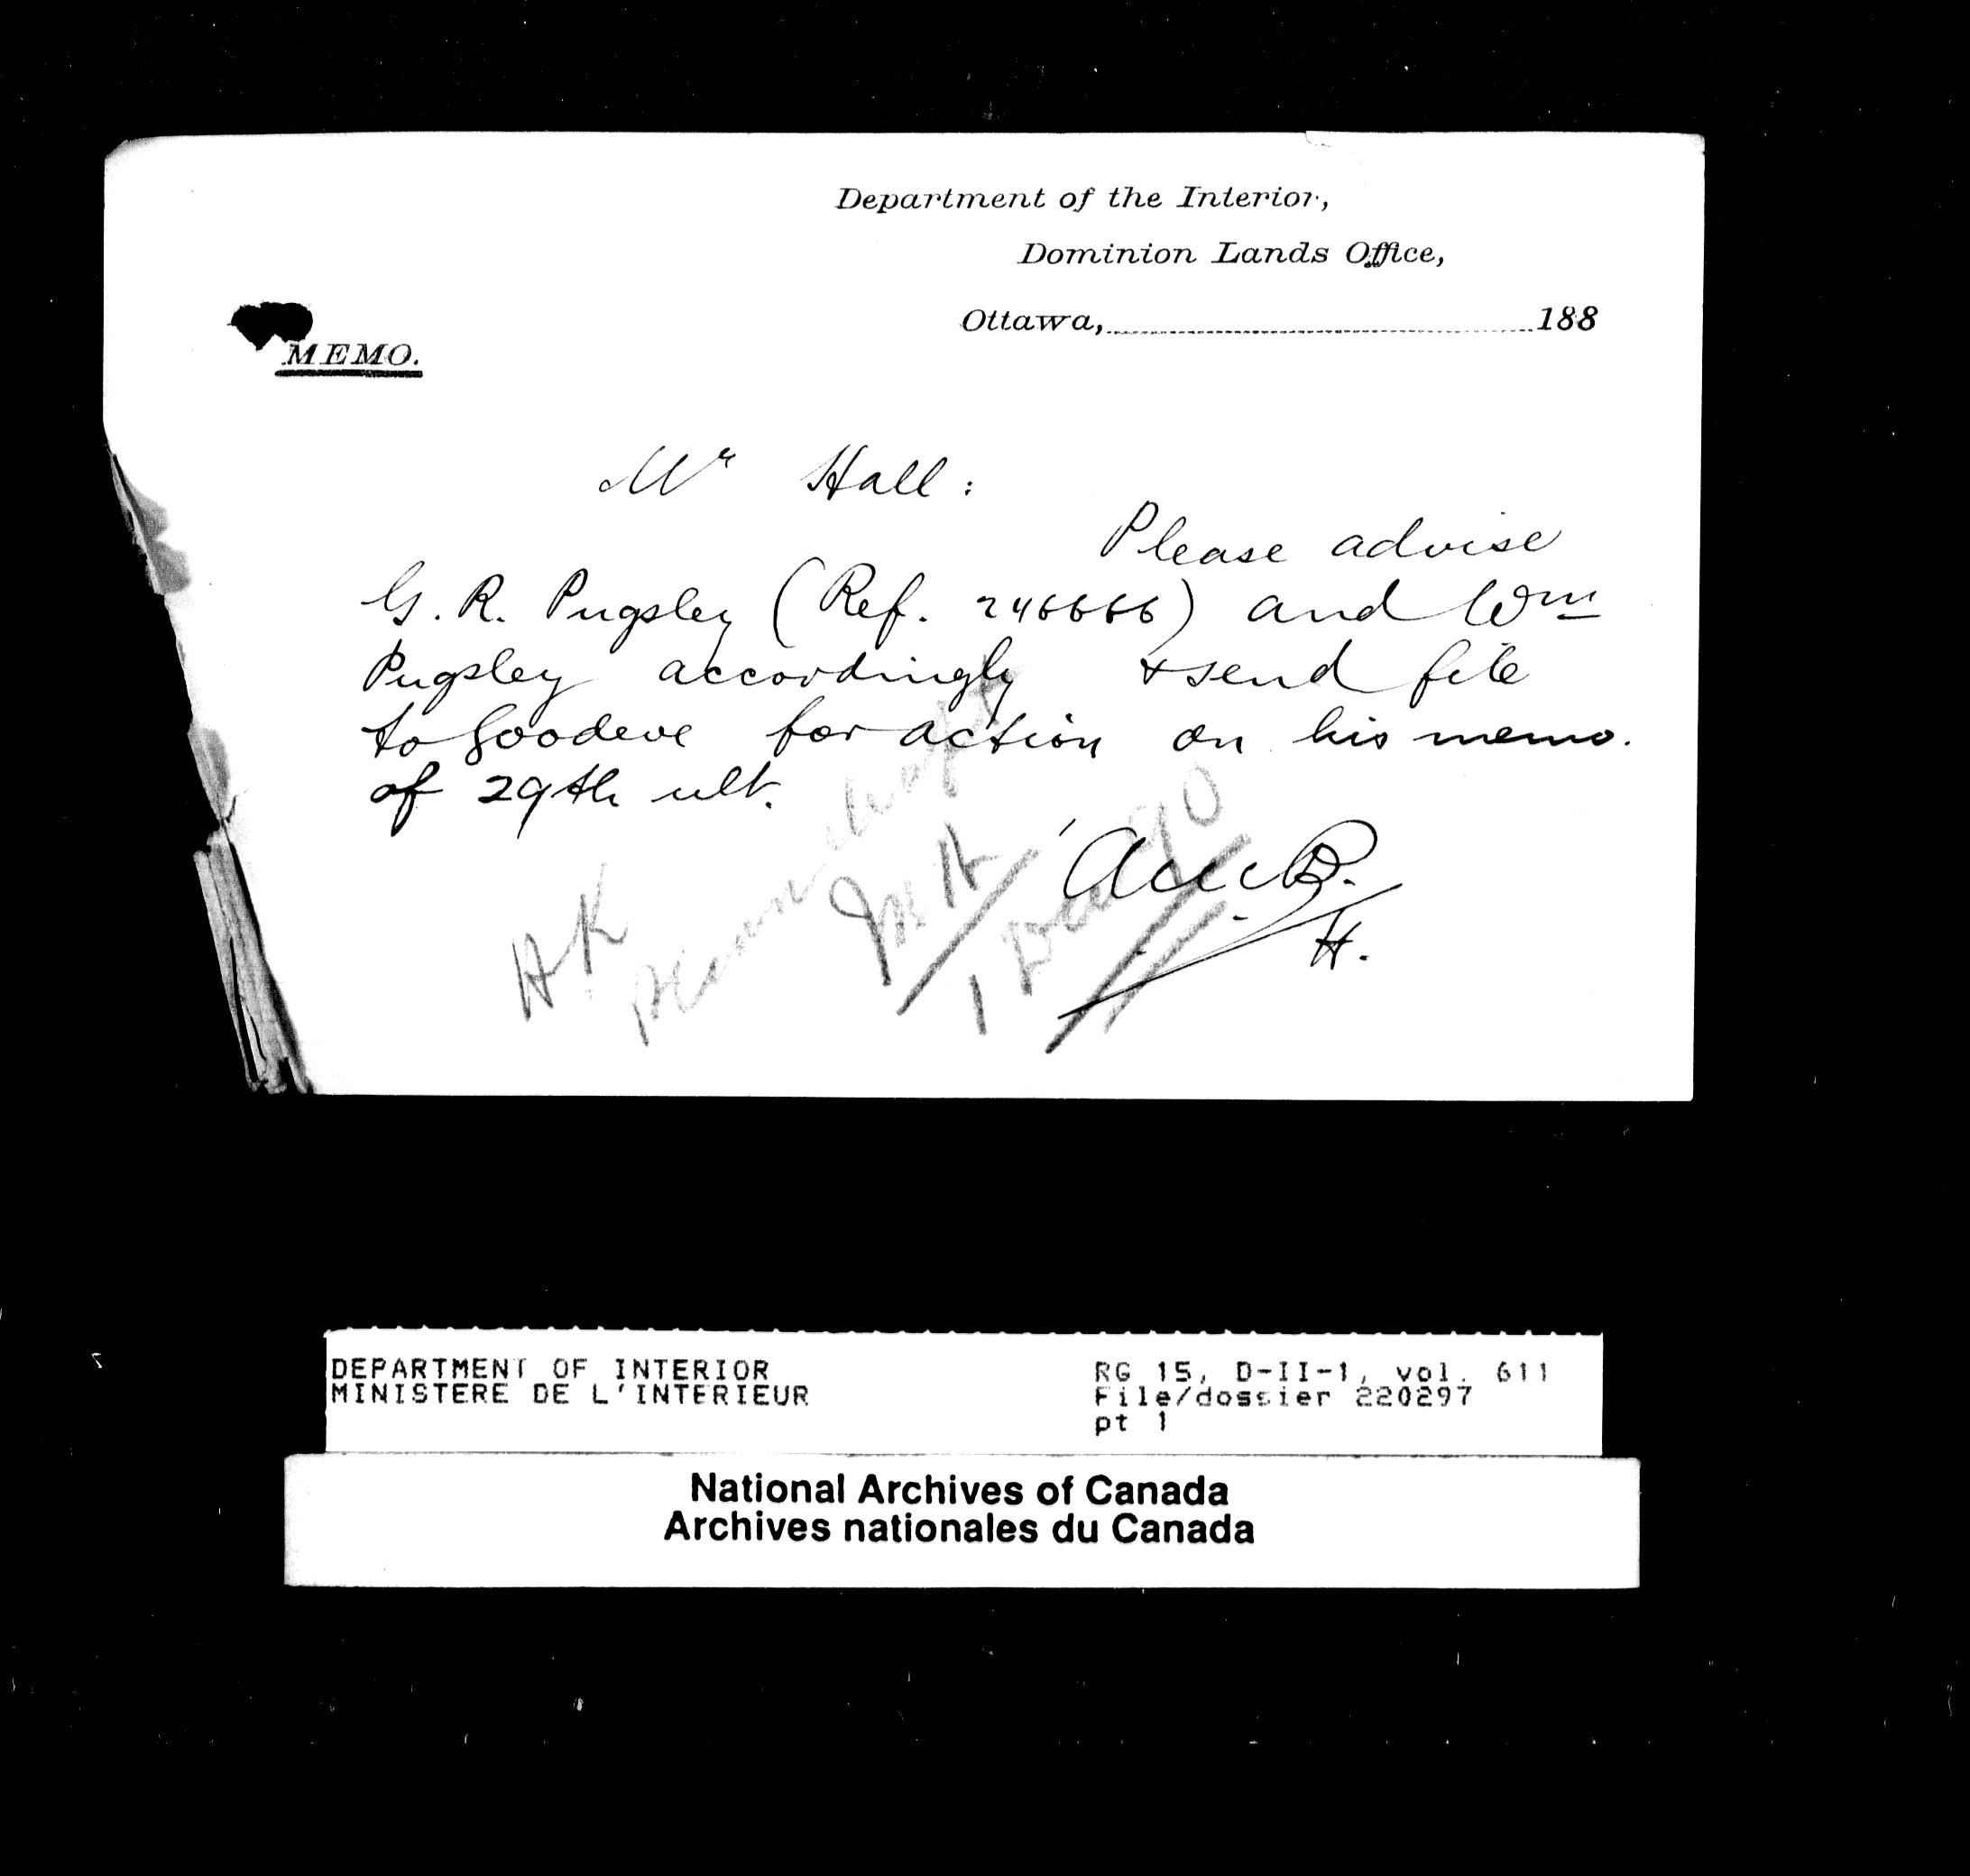 Department of the Interior,
Dominion Lands Office,
Ottawa, 188
MEMO.
Mr Hall:
Please advise
G. R. Pugsley (Ref. 246666) and Wm
Pugsley accordingly & send file
to Goodeve for action on his memo.
of 29th ult.
H.
HK
DEPARTMENT OF INTERIOR
MINISTERE DE L'INTERIEUR
RG 15, D-II-1, vol. 611
File/dossier 220297
pt 1
National Archives of Canada
Archives nationales du Canada